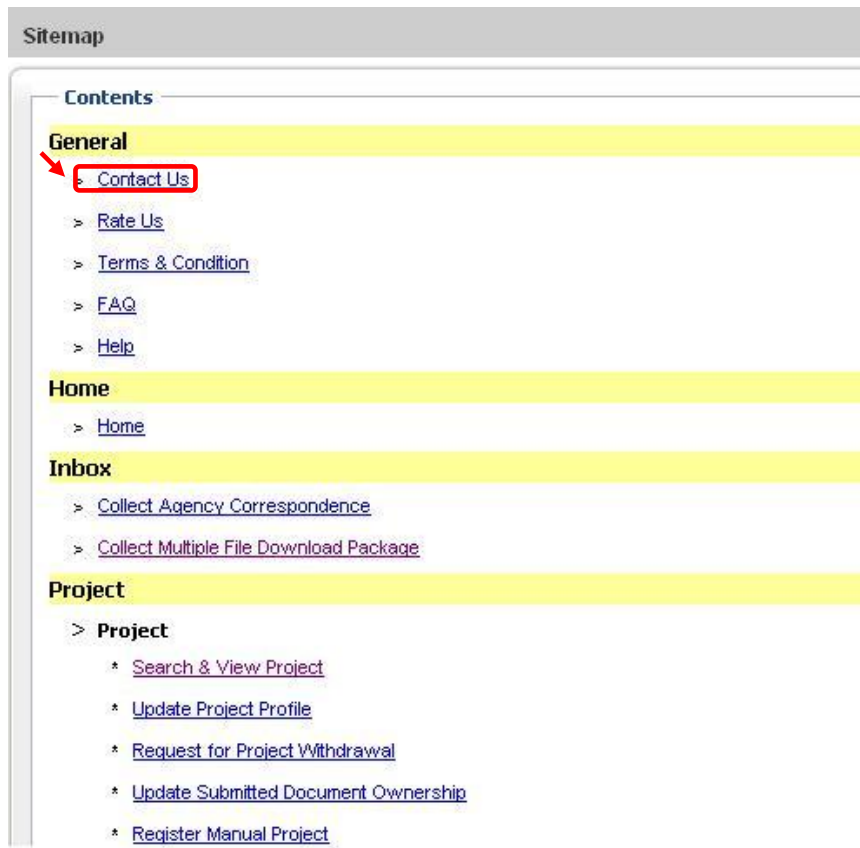 Sitemap
Contents
General
> Contact Us
> Rate Us
> Terms & Condition
> FAQ
> Help
Home
> Home
Inbox
> Collect Agency Correspondence
> Collect Multiple File Download Package
Project
> Project
* Search & View Project
* Update Project Profile
* Request for Project Withdrawal
* Update Submitted Document Ownership
* Register Manual Project